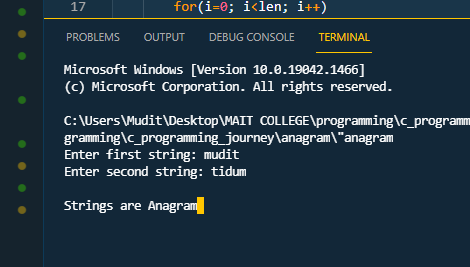 17 for(i=0; i<len; i++)
PROBLEMS OUTPUT DEBUG CONSOLE TERMINAL
Microsoft Windows [Version 10.0.19042.1466]
(c) Microsoft Corporation. All rights reserved.
C:\Users\Mudit\Desktop\MAIT COLLEGE\programming\c_programm
gramming\c_programming_journey\anagram\"anagram
Enter first string: mudit
Enter second string: tidum
Strings are Anagram